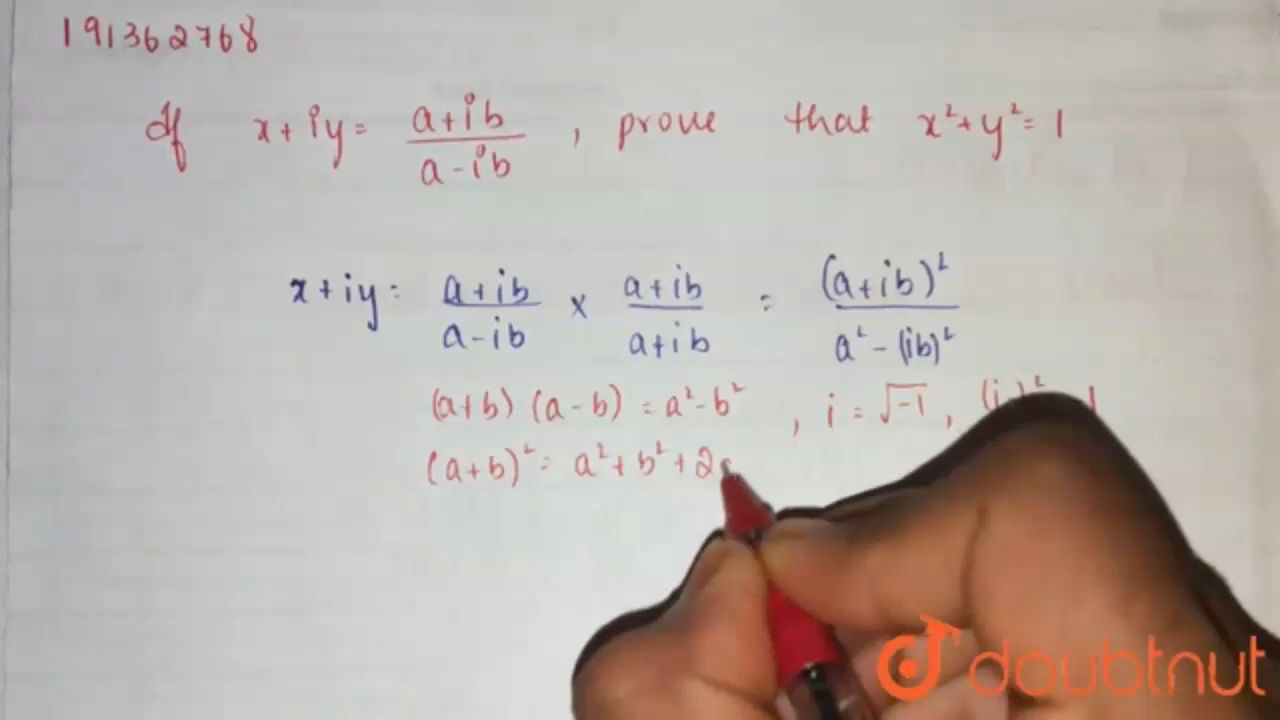 191362768
If x+iy = a+ib / a-ib , prove that x²+y²=1
x+iy = a+ib / a-ib × a+ib / a+ib = (a+ib)² / a²-(ib)²
(a+b) (a-b) = a²-b² , i = √-1 ,
(a+b)² = a²+b²+2
doubtnut